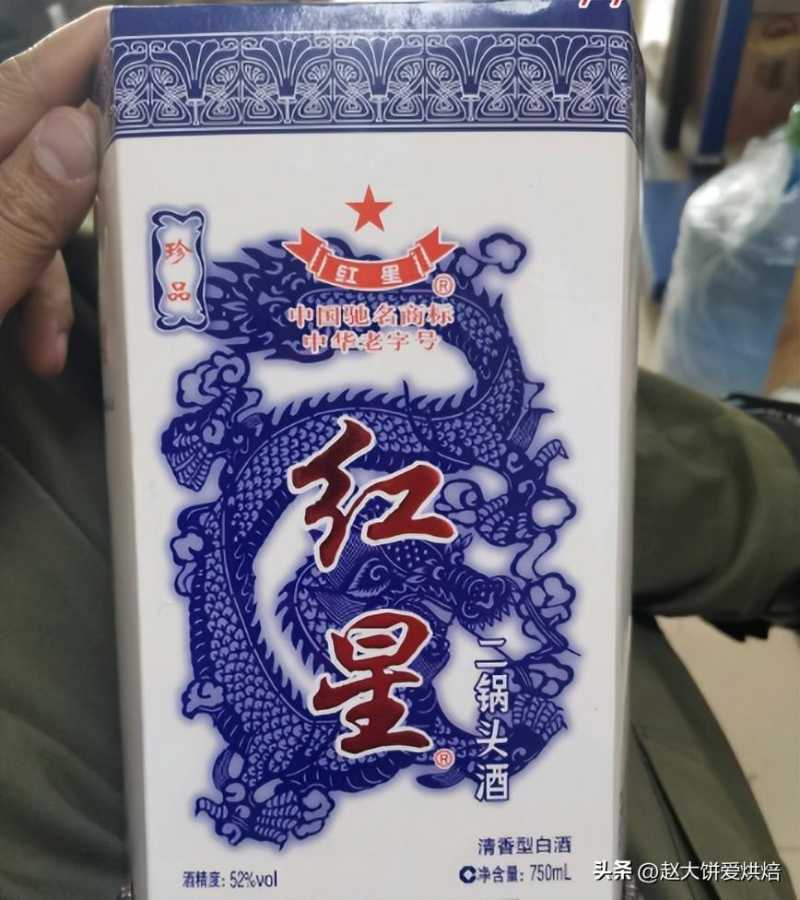 珍品
红星®
中国驰名商标
中华老字号
红星®
二锅头酒
清香型白酒
酒精度: 52%vol
净含量: 750mL
头条 @赵大饼爱烘焙